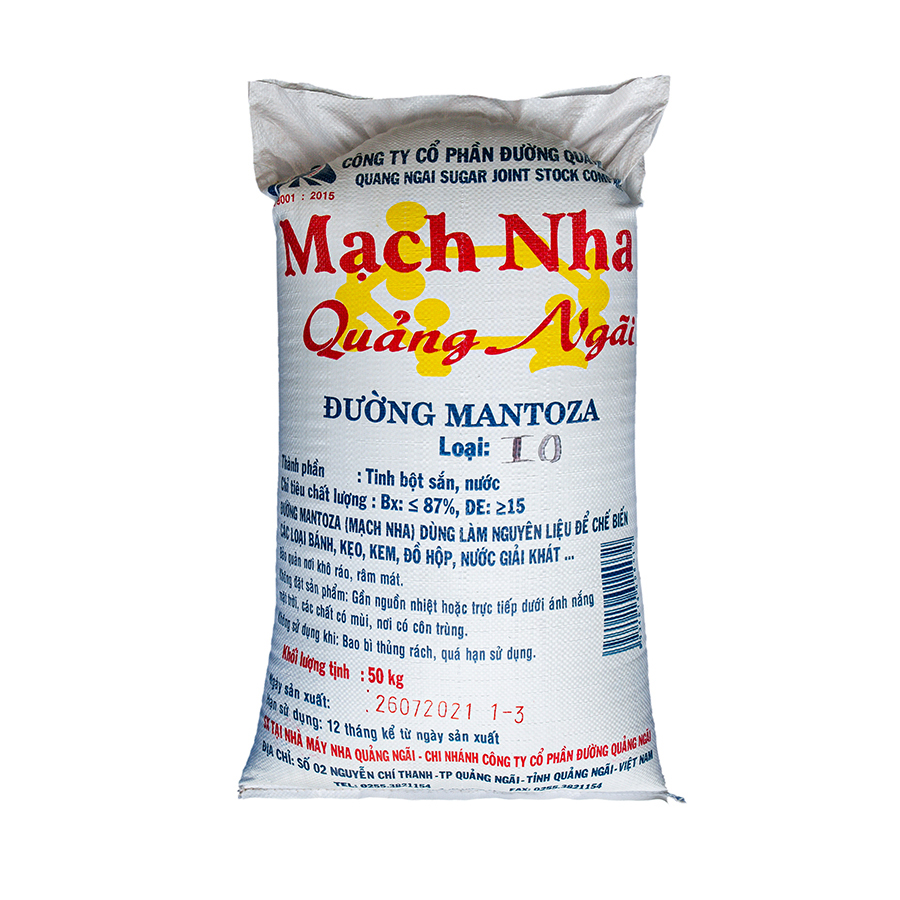 CÔNG TY CỔ PHẦN ĐƯỜNG
QUANG NGAI SUGAR JOINT STOCK
9001 : 2015
Mạch Nha
Quảng Ngãi
ĐƯỜNG MANTOZA
Loại: IO
Thành phần : Tinh bột sắn, nước
Chỉ tiêu chất lượng : Bx: ≤ 87%, DE: ≥15
ĐƯỜNG MANTOZA (MẠCH NHA) DÙNG LÀM NGUYÊN LIỆU ĐỂ CHẾ BIẾN
CÁC LOẠI BÁNH, KẸO, KEM, ĐỒ HỘP, NƯỚC GIẢI KHÁT ...
Bảo quản nơi khô ráo, râm mát.
Không đặt sản phẩm: Gần nguồn nhiệt hoặc trực tiếp dưới ánh nắng
mặt trời, các chất có mùi, nơi có côn trùng.
Không sử dụng khi: Bao bì thủng rách, quá hạn sử dụng.
Khối lượng tịnh : 50 kg
Ngày sản xuất: 26072021 1-3
Hạn sử dụng: 12 tháng kể từ ngày sản xuất
SX TẠI NHÀ MÁY NHA QUẢNG NGÃI - CHI NHÁNH CÔNG TY CỔ PHẦN ĐƯỜNG QUẢNG NGÃI
ĐỊA CHỈ: SỐ 02 NGUYỄN CHÍ THANH -TP QUẢNG NGÃI -TỈNH QUẢNG NGÃI - VIỆT NAM
TEL: 0255.3821154 FAX: 0255.3821154